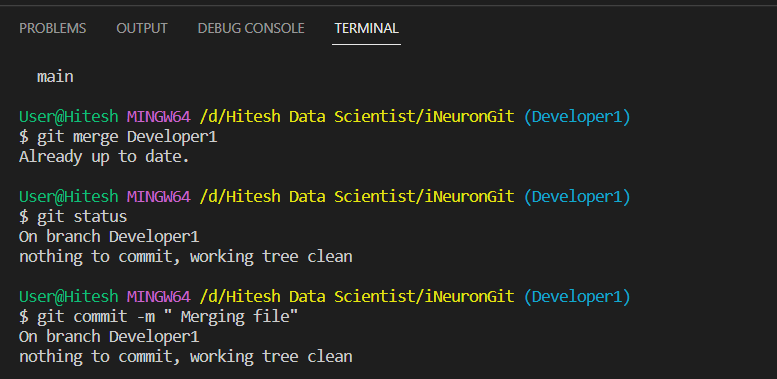 PROBLEMS OUTPUT DEBUG CONSOLE TERMINAL
main
User@Hitesh MINGW64 /d/Hitesh Data Scientist/iNeuronGit (Developer1)
$ git merge Developer1
Already up to date.
User@Hitesh MINGW64 /d/Hitesh Data Scientist/iNeuronGit (Developer1)
$ git status
On branch Developer1
nothing to commit, working tree clean
User@Hitesh MINGW64 /d/Hitesh Data Scientist/iNeuronGit (Developer1)
$ git commit -m " Merging file"
On branch Developer1
nothing to commit, working tree clean